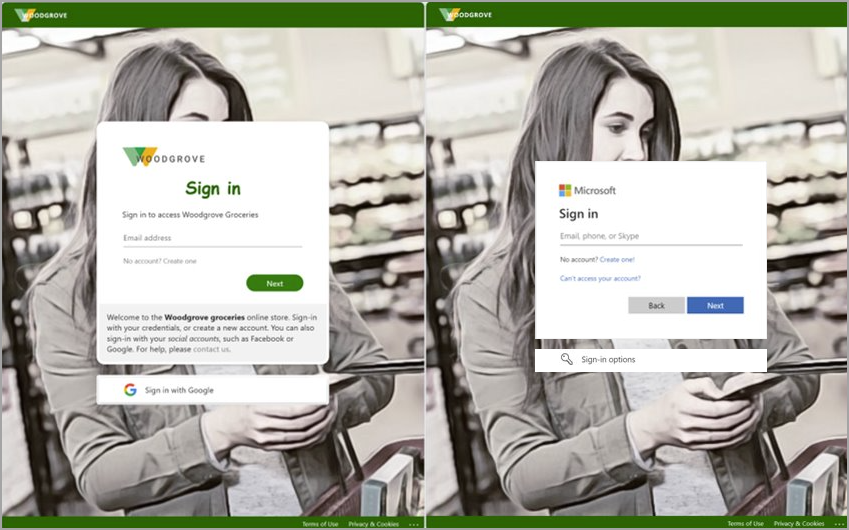 WOODGROVE
WOODGROVE
Sign in
Sign in to access Woodgrove Groceries
Email address
No account? Create one
Next
Welcome to the Woodgrove groceries online store. Sign-in
with your credentials, or create a new account. You can also
sign-in with your social accounts, such as Facebook or
Google. For help, please contact us.
Sign in with Google
Terms of Use Privacy & Cookies ...
WOODGROVE
Microsoft
Sign in
Email, phone, or Skype
No account? Create one!
Can't access your account?
Back Next
Sign-in options
Terms of Use Privacy & Cookies ...